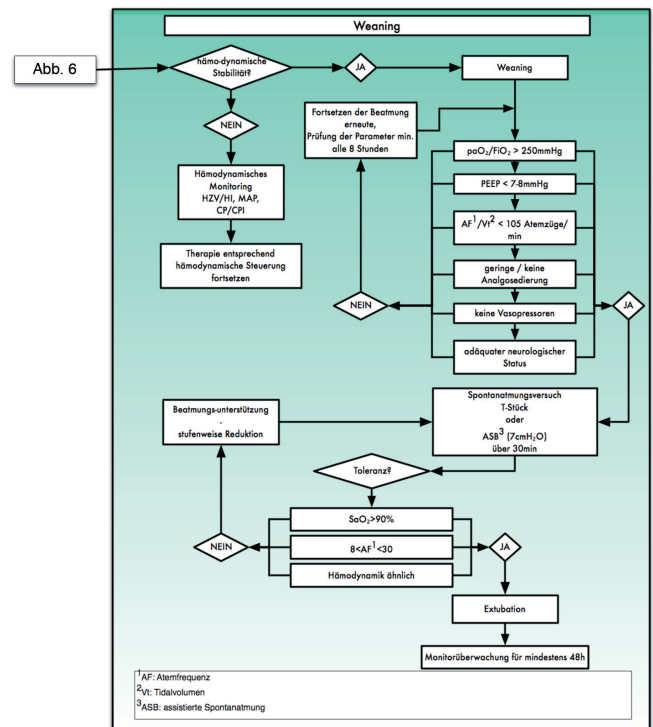 Weaning
Abb. 6
hämo-dynamische
Stabilität?
JA
Weaning
NEIN
Fortsetzen der Beatmung
erneute,
Prüfung der Parameter min.
alle 8 Stunden
Hämodynamisches
Monitoring
HZV/HI, MAP,
CP/CPI
Therapie entsprechend
hämodynamische Steuerung
fortsetzen
paO₂/FiO₂ > 250mmHg
PEEP < 7-8mmHg
AF¹/Vt² < 105 Atemzüge/
min
geringe / keine
Analgosedierung
keine Vasopressoren
adäquater neurologischer
Status
NEIN
JA
Beatmungs-unterstützung
-
stufenweise Reduktion
Spontanatmungsversuch
T-Stück
oder
ASB³ (7cmH₂O)
über 30min
Toleranz?
SaO₂>90%
8<AF¹<30
Hämodynamik ähnlich
NEIN
JA
Extubation
Monitorüberwachung für mindestens 48h
¹AF: Atemfrequenz
²Vt: Tidalvolumen
³ASB: assistierte Spontanatmung